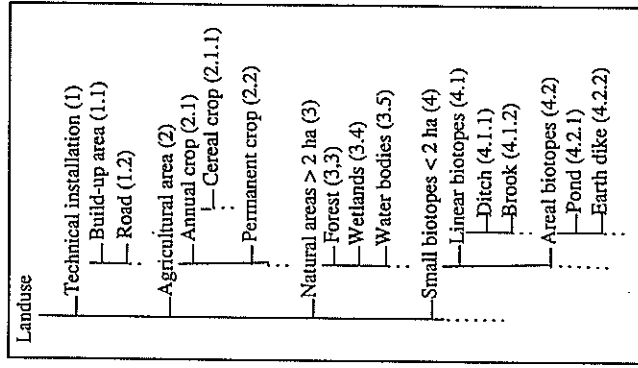 Landuse
Technical installation (1)
Build-up area (1.1)
Road (1.2)
Agricultural area (2)
Annual crop (2.1)
Cereal crop (2.1.1)
Permanent crop (2.2)
Natural areas > 2 ha (3)
Forest (3,3)
Wetlands (3.4)
Water bodies (3.5)
Small biotopes < 2 ha (4)
Linear biotopes (4.1)
Ditch (4.1.1)
Brook (4.1.2)
Areal biotopes (4.2)
Pond (4.2.1)
Earth dike (4.2.2)